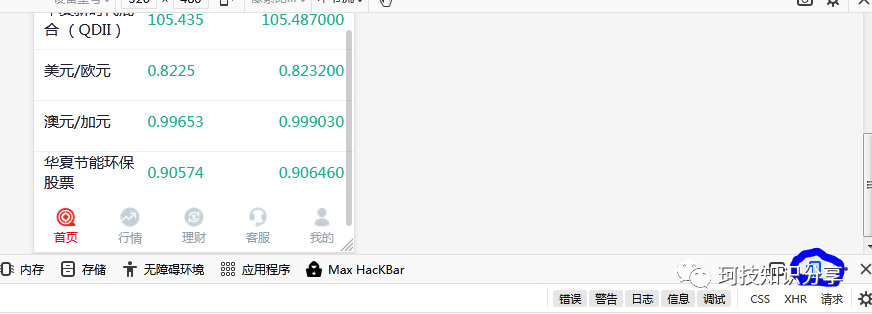 320 × 480
105.435 105.487000
合 （QDII）
美元/欧元 0.8225 0.823200
澳元/加元 0.99653 0.999030
华夏节能环保
股票 0.90574 0.906460
首页 行情 理财 客服 我的
内存 存储 无障碍环境 应用程序 Max HacKBar
珂技知识分享
错误 警告 日志 信息 调试 CSS XHR 请求